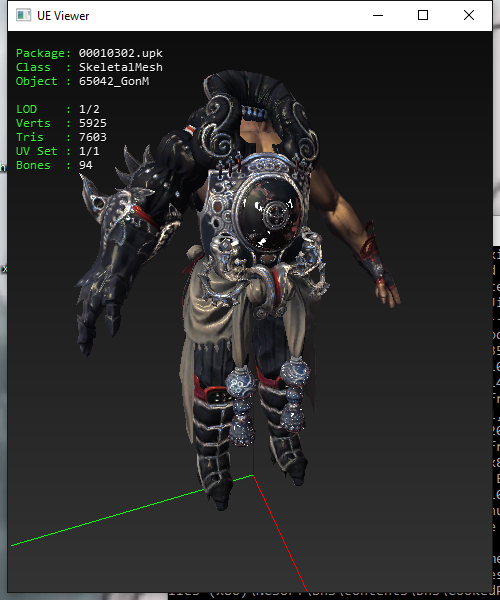 UE Viewer
Package: 00010302.upk
Class : SkeletalMesh
Object : 65042_GonM
LOD : 1/2
Verts : 5925
Tris : 7603
UV Set : 1/1
Bones : 94